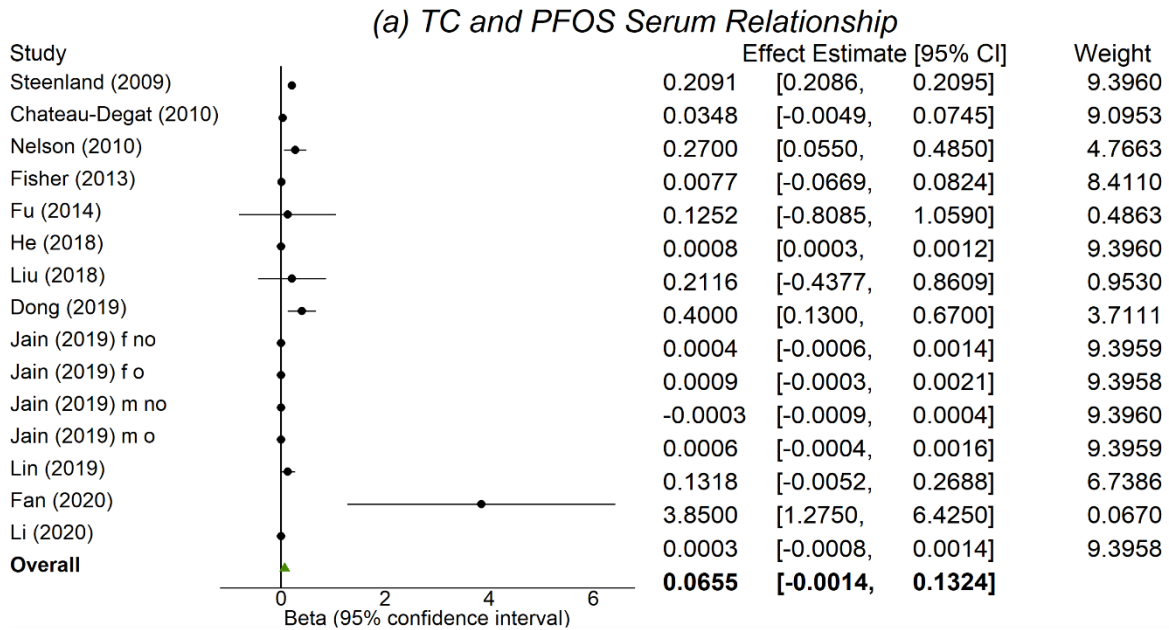 (a) TC and PFOS Serum Relationship
Study Effect Estimate [95% CI] Weight
Steenland (2009) 0.2091 [0.2086, 0.2095] 9.3960
Chateau-Degat (2010) 0.0348 [-0.0049, 0.0745] 9.0953
Nelson (2010) 0.2700 [0.0550, 0.4850] 4.7663
Fisher (2013) 0.0077 [-0.0669, 0.0824] 8.4110
Fu (2014) 0.1252 [-0.8085, 1.0590] 0.4863
He (2018) 0.0008 [0.0003, 0.0012] 9.3960
Liu (2018) 0.2116 [-0.4377, 0.8609] 0.9530
Dong (2019) 0.4000 [0.1300, 0.6700] 3.7111
Jain (2019) f no 0.0004 [-0.0006, 0.0014] 9.3959
Jain (2019) f o 0.0009 [-0.0003, 0.0021] 9.3958
Jain (2019) m no -0.0003 [-0.0009, 0.0004] 9.3960
Jain (2019) m o 0.0006 [-0.0004, 0.0016] 9.3959
Lin (2019) 0.1318 [-0.0052, 0.2688] 6.7386
Fan (2020) 3.8500 [1.2750, 6.4250] 0.0670
Li (2020) 0.0003 [-0.0008, 0.0014] 9.3958
Overall 0.0655 [-0.0014, 0.1324]
0 2 4 6
Beta (95% confidence interval)